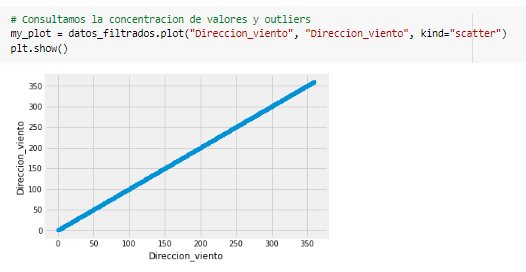 # Consultamos la concentracion de valores y outliers
my_plot = datos_filtrados.plot("Direccion_viento", "Direccion_viento", kind="scatter")
plt.show()
350
300
250
200
150
100
50
0
Direccion_viento
0 50 100 150 200 250 300 350
Direccion_viento